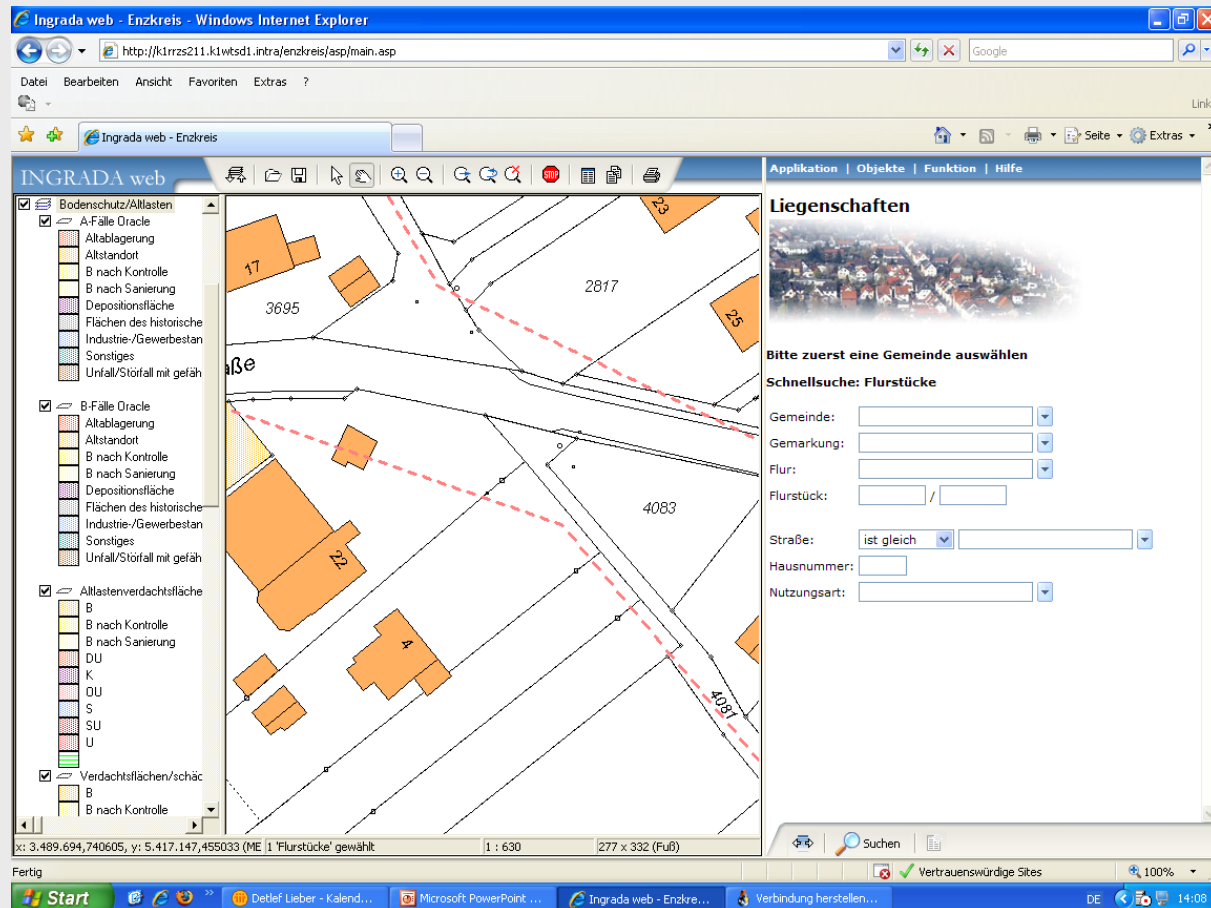 Ingrada web - Enzkreis - Windows Internet Explorer
http://k1rrzs211.k1wtsd1.intra/enzkreis/asp/main.asp
Google
Datei Bearbeiten Ansicht Favoriten Extras ?
Link
Ingrada web - Enzkreis
Seite
Extras
INGRADA web
STOP
Applikation | Objekte | Funktion | Hilfe
Bodenschutz/Altlasten
A-Fälle Oracle
Altablagerung
Altstandort
B nach Kontrolle
B nach Sanierung
Depositionsfläche
Flächen des historische
Industrie-/Gewerbestan
Sonstiges
Unfall/Störfall mit gefäh
B-Fälle Oracle
Altablagerung
Altstandort
B nach Kontrolle
B nach Sanierung
Depositionsfläche
Flächen des historische
Industrie-/Gewerbestan
Sonstiges
Unfall/Störfall mit gefäh
Altlastenverdachtsfläche
B
B nach Kontrolle
B nach Sanierung
DU
K
OU
S
SU
U
Verdachtsflächen/schäc
B
B nach Kontrolle
23
17
2817
3695
25
aße
4083
22
4
4081
Liegenschaften
Bitte zuerst eine Gemeinde auswählen
Schnellsuche: Flurstücke
Gemeinde:
Gemarkung:
Flur:
Flurstück: /
Straße: ist gleich
Hausnummer:
Nutzungsart:
Suchen
x: 3.489.694,740605, y: 5.417.147,455033 (ME 1 'Flurstücke' gewählt 1 : 630 277 x 332 (Fuß)
Fertig
Vertrauenswürdige Sites
100%
Start
Detlef Lieber - Kalend...
Microsoft PowerPoint ...
Ingrada web - Enzkre...
Verbindung herstellen...
DE
14:08